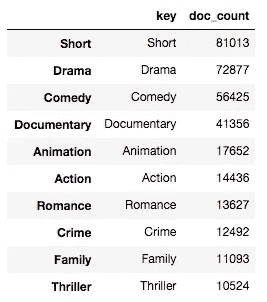 key doc_count
Short Short 81013
Drama Drama 72877
Comedy Comedy 56425
Documentary Documentary 41356
Animation Animation 17652
Action Action 14436
Romance Romance 13627
Crime Crime 12492
Family Family 11093
Thriller Thriller 10524